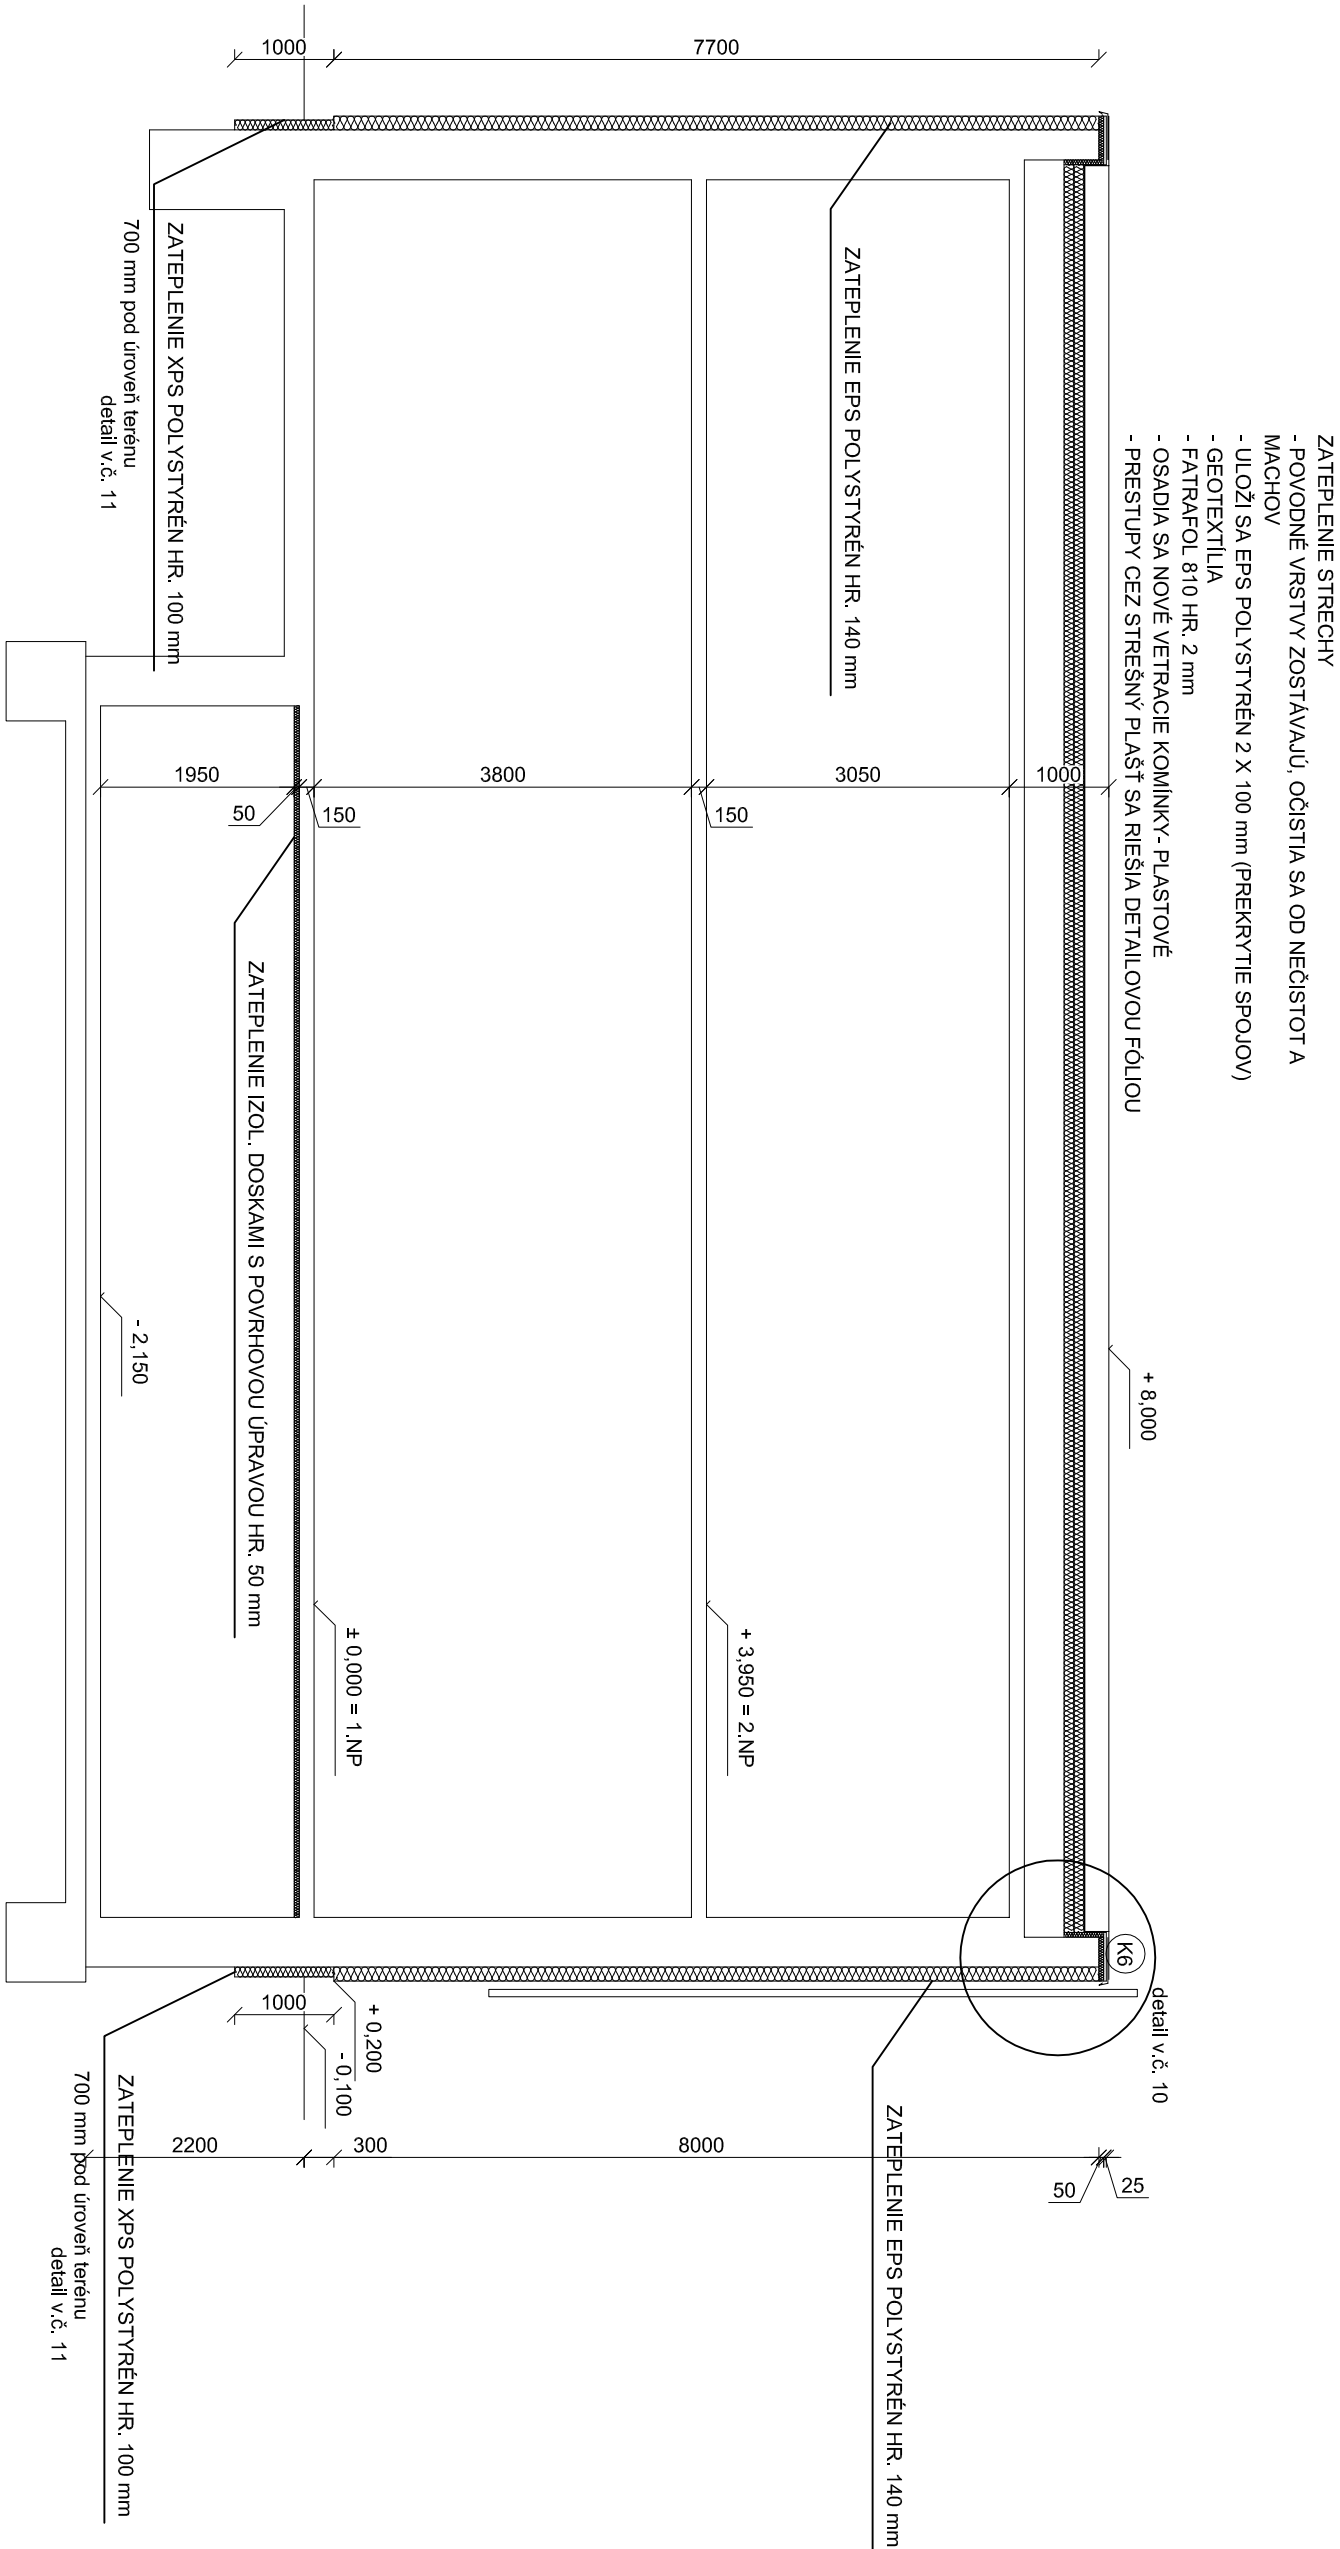 ZATEPLENIE STRECHY
- POVODNÉ VRSTVY ZOSTÁVAJÚ, OČISTIA SA OD NEČISTOT A
MACHOV
- ULOŽI SA EPS POLYSTYRÉN 2 X 100 mm (PREKRYTIE SPOJOV)
- GEOTEXTÍLIA
- FATRAFOL 810 HR. 2 mm
- OSADIA SA NOVÉ VETRACIE KOMÍNKY- PLASTOVÉ
- PRESTUPY CEZ STREŠNÝ PLAŠŤ SA RIEŠIA DETAILOVOU FÓLIOU
+ 8,000
K6
detail v.č. 10
7700
1000
ZATEPLENIE EPS POLYSTYRÉN HR. 140 mm
1000
3050
150
3800
150
50
1950
+ 3,950 = 2.NP
± 0,000 = 1.NP
ZATEPLENIE IZOL. DOSKAMI S POVRHOVOU ÚPRAVOU HR. 50 mm
- 2,150
ZATEPLENIE XPS POLYSTYRÉN HR. 100 mm
700 mm pod úroveň terénu
detail v.č. 11
ZATEPLENIE EPS POLYSTYRÉN HR. 140 mm
25
50
8000
300
2200
+ 0,200
- 0,100
1000
ZATEPLENIE XPS POLYSTYRÉN HR. 100 mm
700 mm pod úroveň terénu
detail v.č. 11